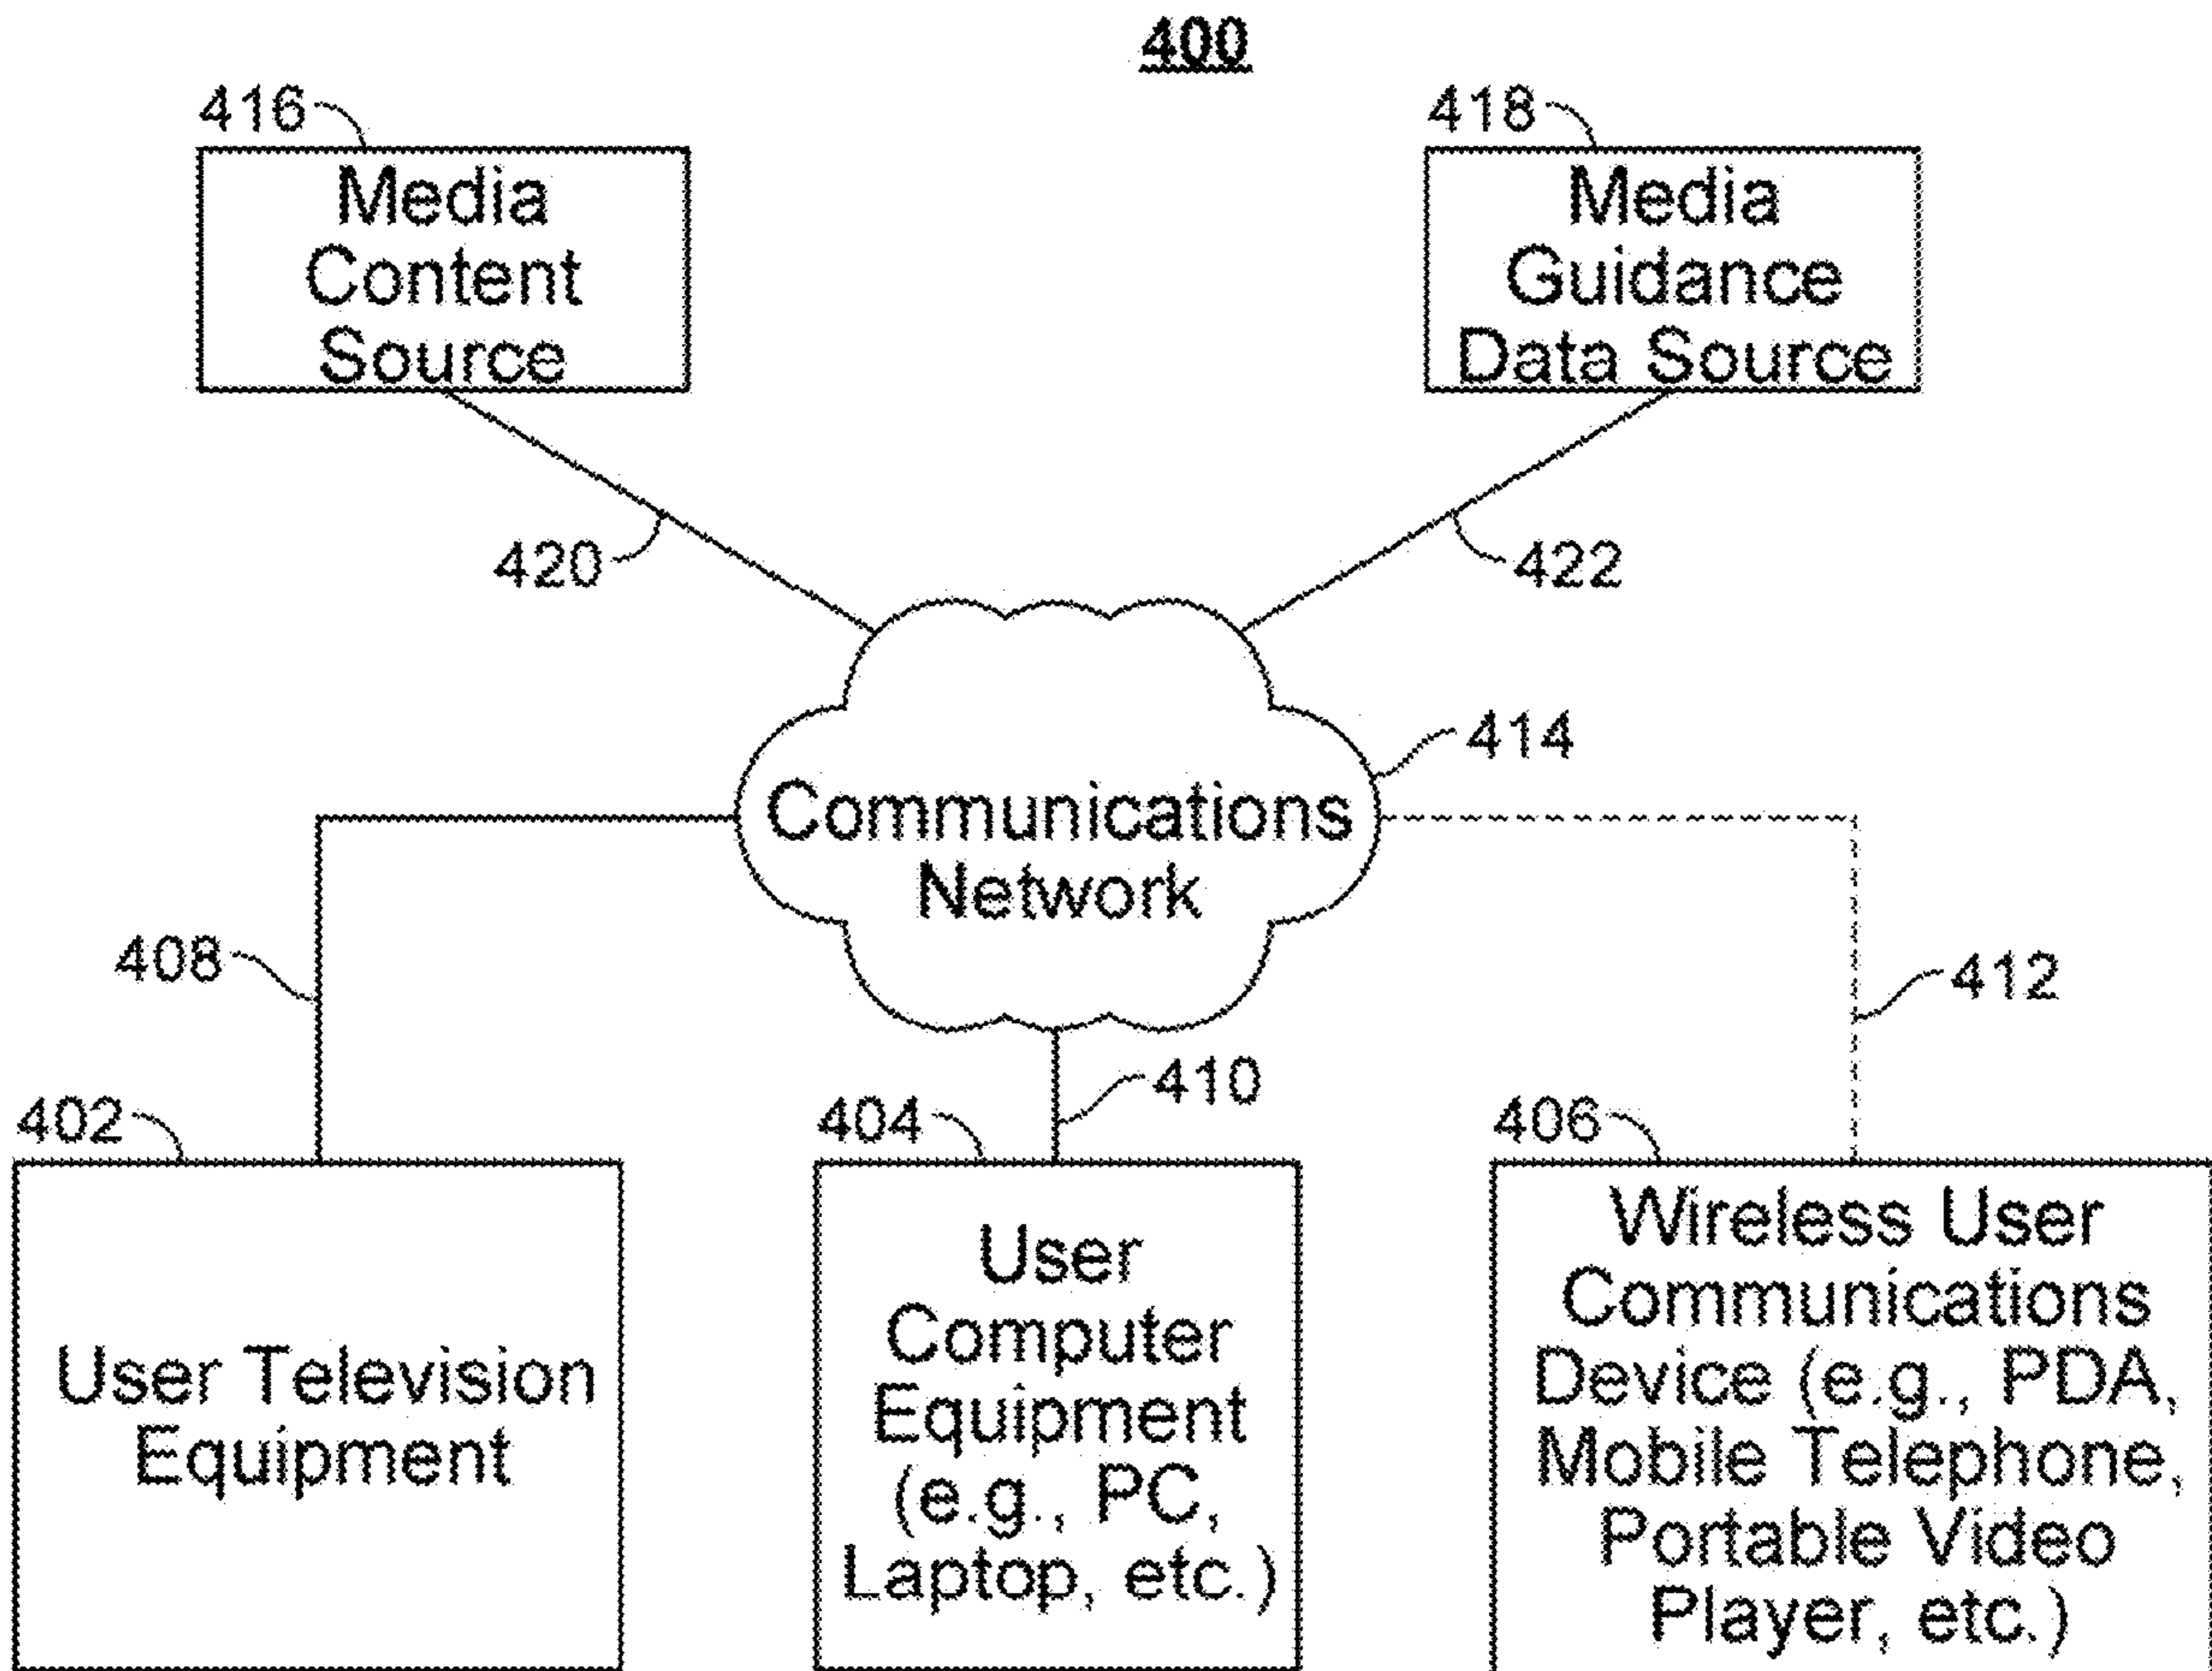 400
416
418
Media
Content
Source
Media
Guidance
Data Source
420
422
414
Communications
Network
408
412
410
402
404
406
User Television
Equipment
User
Computer
Equipment
(e.g., PC,
Laptop, etc.)
Wireless User
Communications
Device (e.g., PDA,
Mobile Telephone,
Portable Video
Player, etc.)